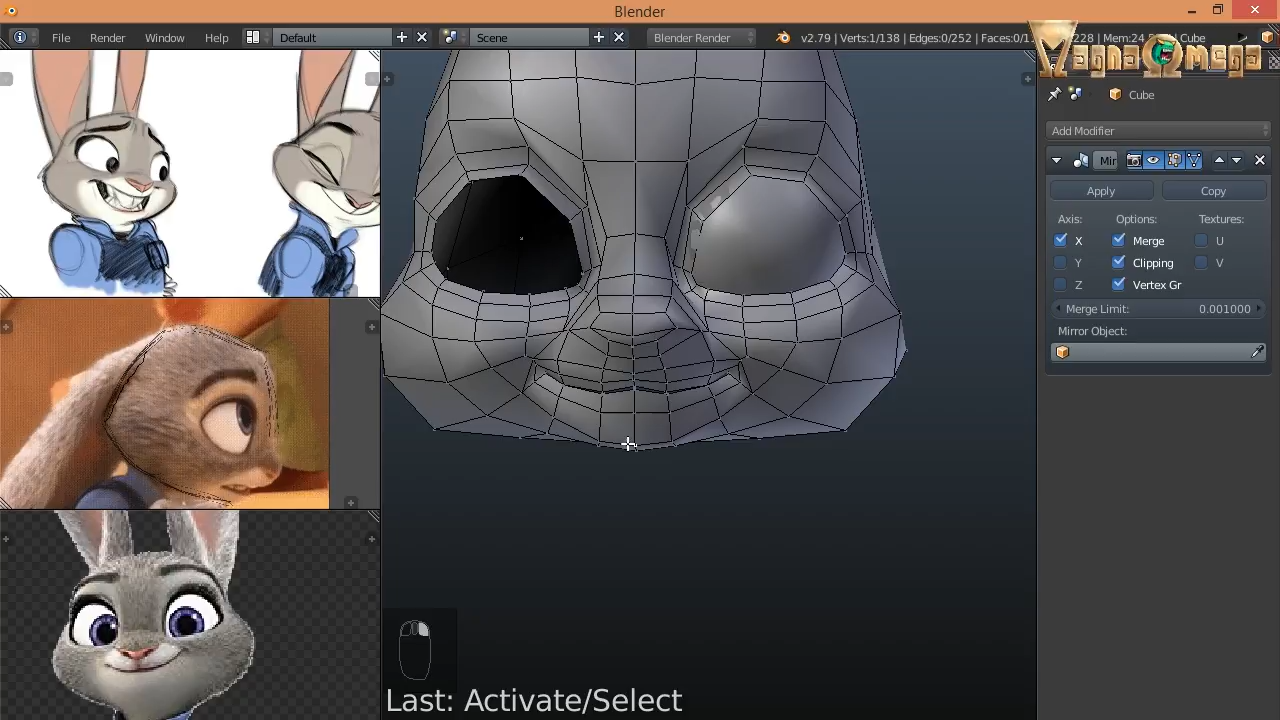 Blender
File Render Window Help Default Scene Blender Render v2.79 | Verts:1/138 | Edges:0/252 | Faces:0/1
228 | Mem:24
Cube
MagnaOmega
Cube
Add Modifier
Mir
Apply Copy
Axis: Options: Textures:
X Merge U
Y Clipping V
Z Vertex Gr
Merge Limit: 0.001000
Mirror Object:
Last: Activate/Select